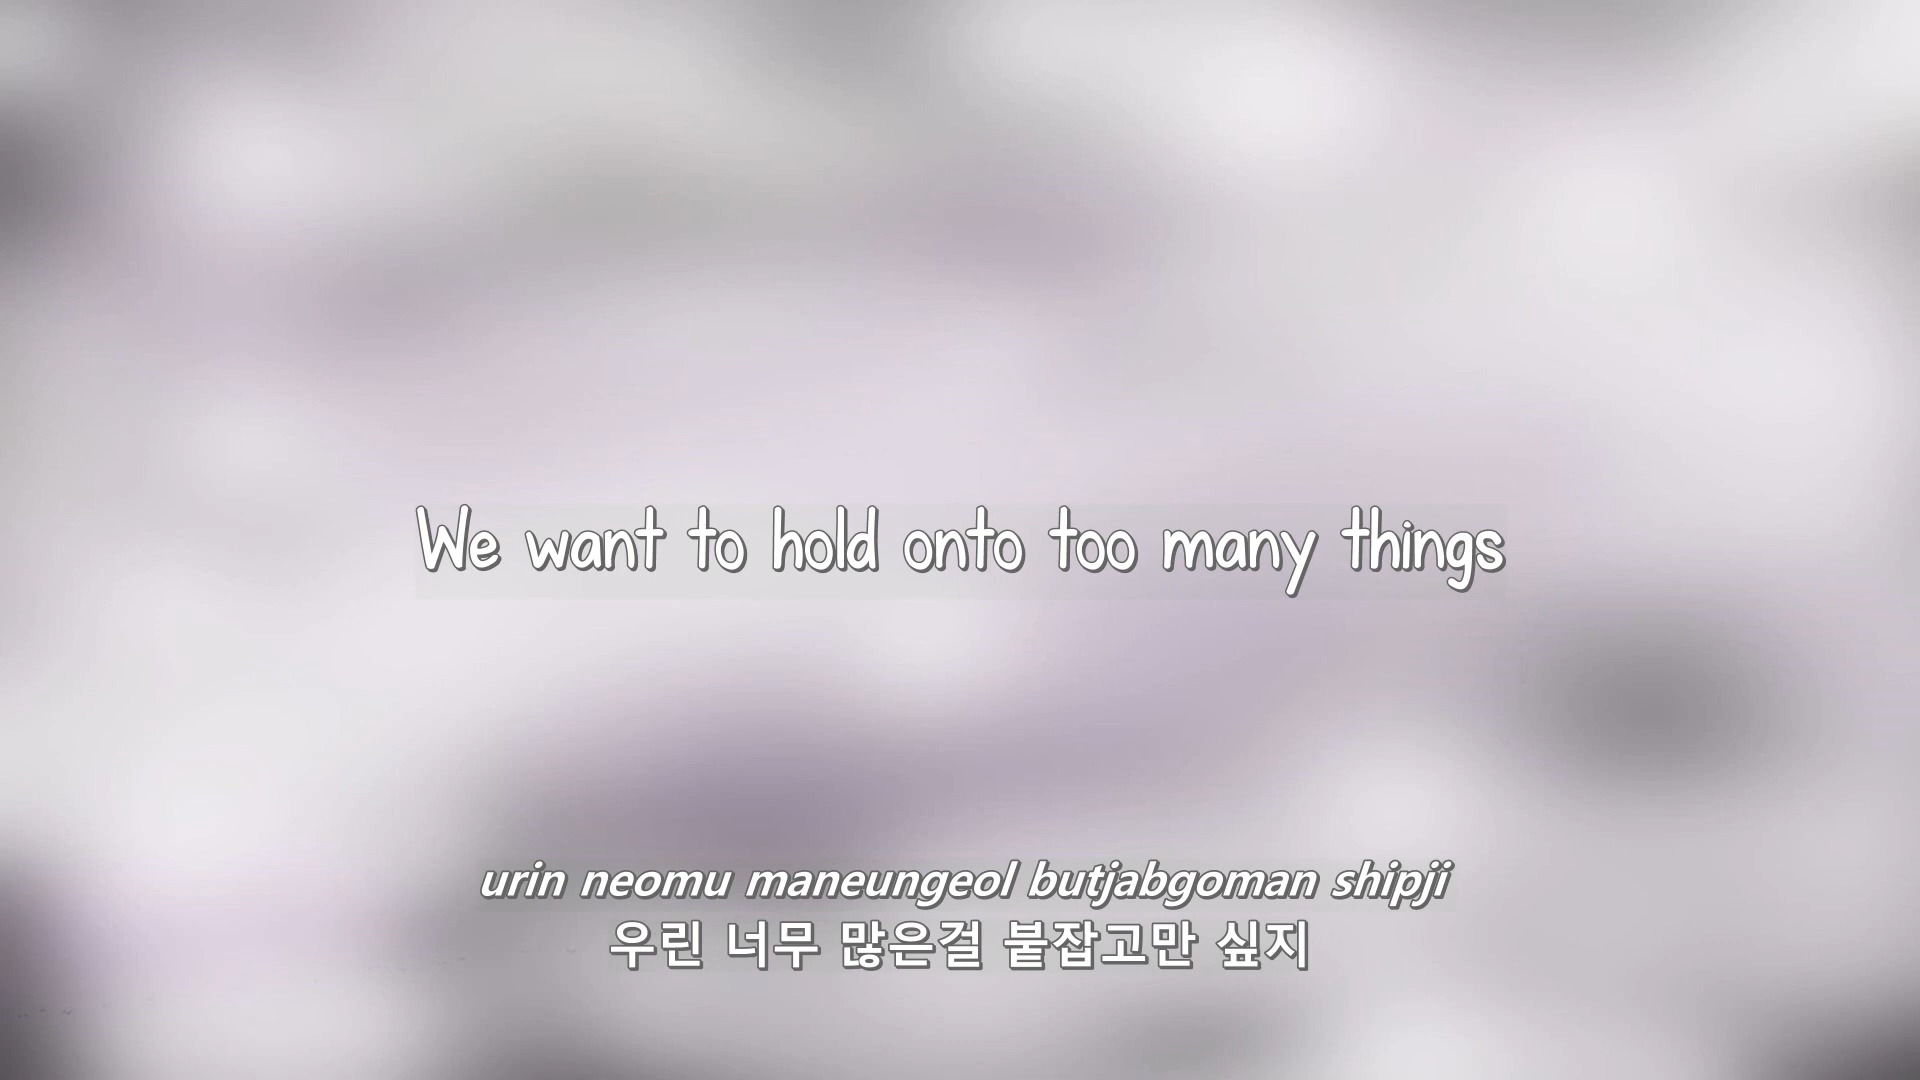 We want to hold onto too many things
urin neomu maneungeol butjabgoman shipji
우린 너무 많은걸 붙잡고만 싶지